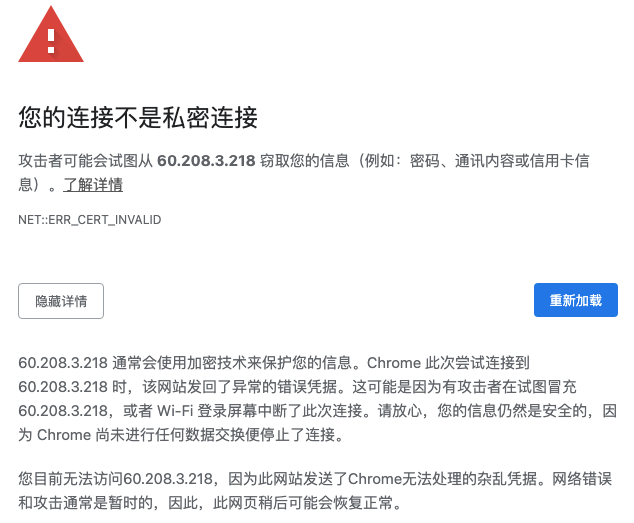 您的连接不是私密连接
攻击者可能会试图从 60.208.3.218 窃取您的信息（例如：密码、通讯内容或信用卡信
息）。了解详情
NET::ERR_CERT_INVALID
隐藏详情
重新加载
60.208.3.218 通常会使用加密技术来保护您的信息。Chrome 此次尝试连接到
60.208.3.218 时，该网站发回了异常的错误凭据。这可能是因为有攻击者在试图冒充
60.208.3.218，或者 Wi-Fi 登录屏幕中断了此次连接。请放心，您的信息仍然是安全的，因
为 Chrome 尚未进行任何数据交换便停止了连接。
您目前无法访问60.208.3.218，因为此网站发送了Chrome无法处理的杂乱凭据。网络错误
和攻击通常是暂时的，因此，此网页稍后可能会恢复正常。